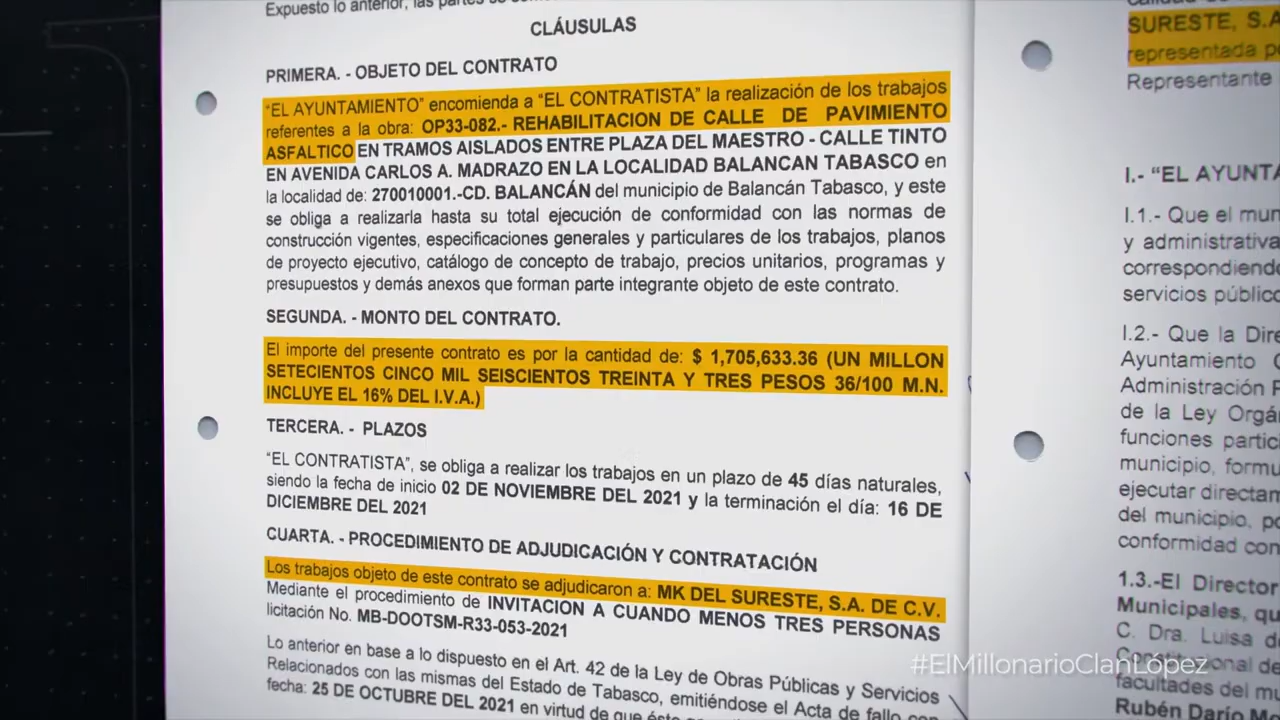 Expuesto lo anterior, las partes se
CLÁUSULAS
PRIMERA. - OBJETO DEL CONTRATO
“EL AYUNTAMIENTO” encomienda a “EL CONTRATISTA” la realización de los trabajos
referentes a la obra: OP33-082.- REHABILITACION DE CALLE DE PAVIMIENTO
ASFALTICO EN TRAMOS AISLADOS ENTRE PLAZA DEL MAESTRO - CALLE TINTO
EN AVENIDA CARLOS A. MADRAZO EN LA LOCALIDAD BALANCAN TABASCO en
la localidad de: 270010001.-CD. BALANCÁN del municipio de Balancán Tabasco, y este
se obliga a realizarla hasta su total ejecución de conformidad con las normas de
construcción vigentes, especificaciones generales y particulares de los trabajos, planos
de proyecto ejecutivo, catálogo de concepto de trabajo, precios unitarios, programas y
presupuestos y demás anexos que forman parte integrante objeto de este contrato.
SEGUNDA. - MONTO DEL CONTRATO.
El importe del presente contrato es por la cantidad de: $ 1,705,633.36 (UN MILLON
SETECIENTOS CINCO MIL SEISCIENTOS TREINTA Y TRES PESOS 36/100 M.N.
INCLUYE EL 16% DEL I.V.A.)
TERCERA. - PLAZOS
“EL CONTRATISTA”, se obliga a realizar los trabajos en un plazo de 45 días naturales,
siendo la fecha de inicio 02 DE NOVIEMBRE DEL 2021 y la terminación el día: 16 DE
DICIEMBRE DEL 2021
CUARTA. - PROCEDIMIENTO DE ADJUDICACIÓN Y CONTRATACIÓN
Los trabajos objeto de este contrato se adjudicaron a: MK DEL SURESTE, S.A. DE C.V.
Mediante el procedimiento de INVITACION A CUANDO MENOS TRES PERSONAS
licitación No. MB-DOOTSM-R33-053-2021
Lo anterior en base a lo dispuesto en el Art. 42 de la Ley de Obras Públicas y Servicios
Relacionados con las mismas del Estado de Tabasco, emitiéndose el Acta de fallo con
fecha: 25 DE OCTUBRE DEL 2021 en virtud de que
SURESTE, S.A
representada
Representante
I.- “EL AYUNTA
I.1.- Que el mun
y administrativa
correspondiendo
servicios público
I.2.- Que la Dire
Ayuntamiento
Administración
de la Ley Orgá
funciones partic
municipio, formu
ejecutar directam
del municipio, po
conformidad con
1.3.-El Director
Municipales, qu
C. Dra. Luisa de
Constitucional de
facultades del mu
Rubén Darío
#ElMillonarioClanLópez